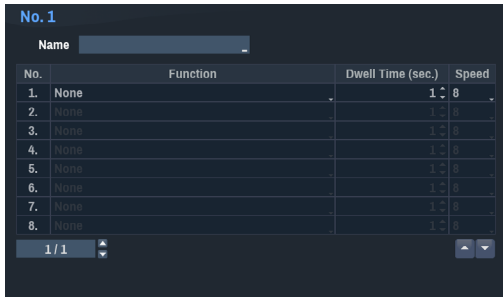 No. 1
Name
No. Function Dwell Time (sec.) Speed
1. None 1 8
2. None 1 8
3. None 1 8
4. None 1 8
5. None 1 8
6. None 1 8
7. None 1 8
8. None 1 8
1 / 1